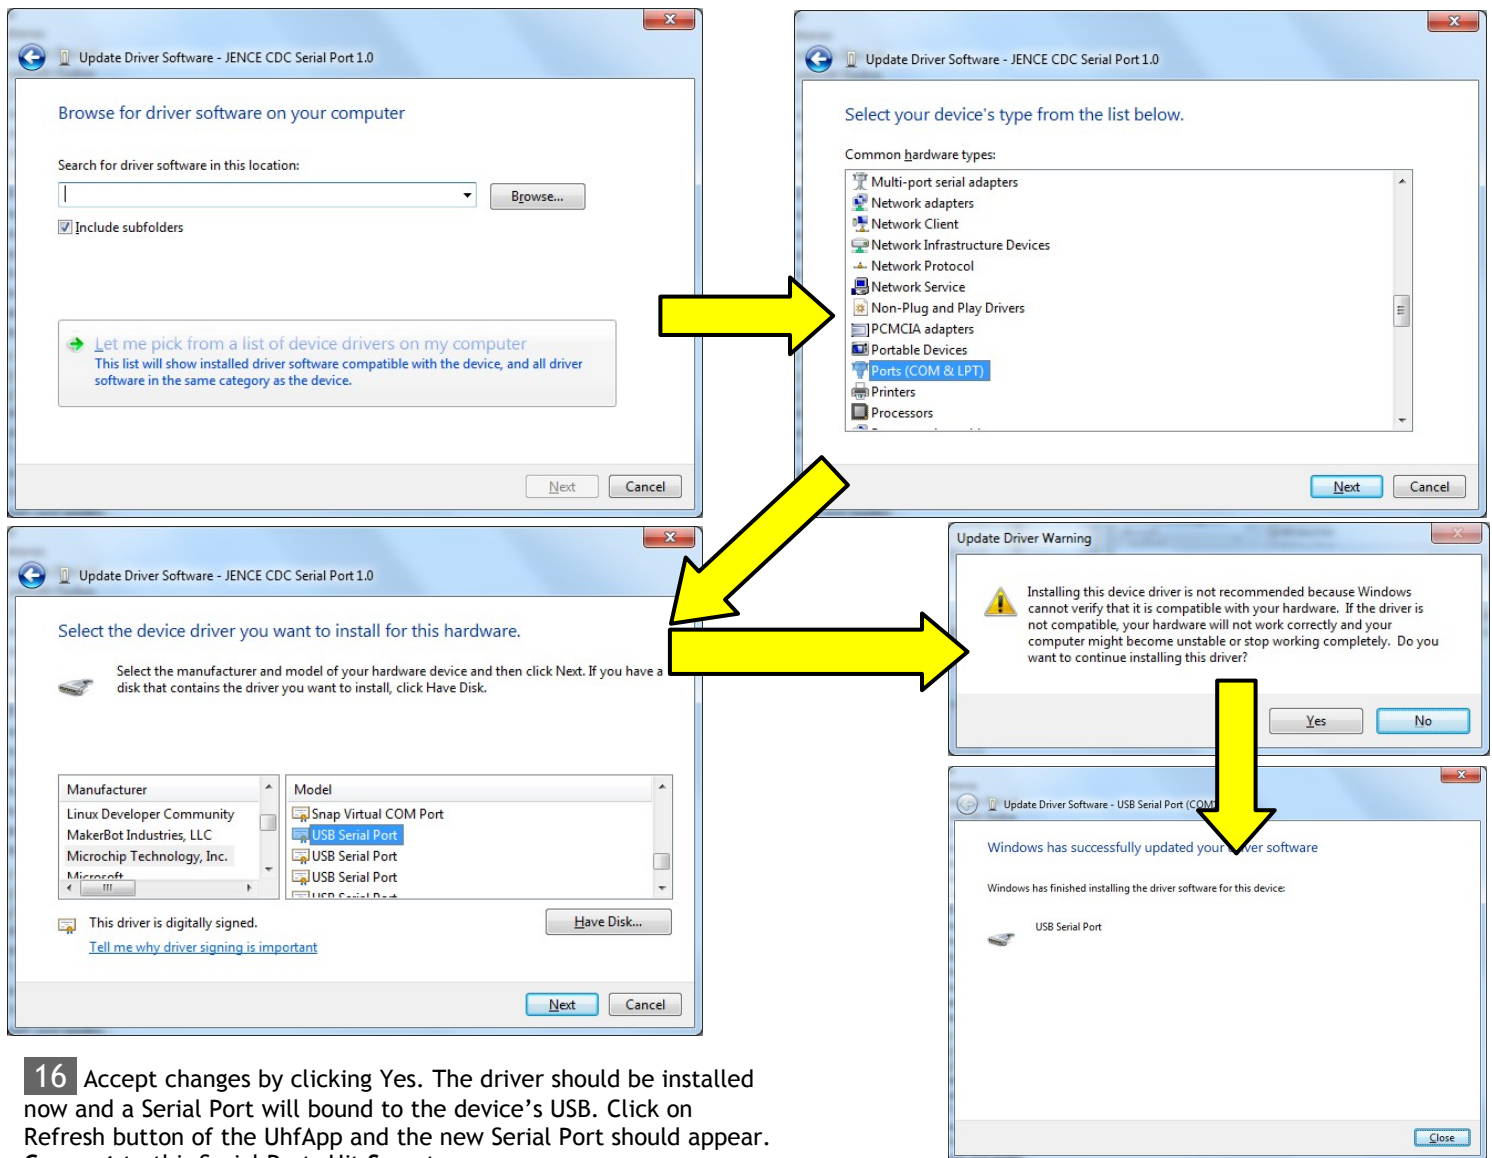 Update Driver Software - JENCE CDC Serial Port 1.0
Browse for driver software on your computer
Search for driver software in this location:
Browse...
Include subfolders
Let me pick from a list of device drivers on my computer
This list will show installed driver software compatible with the device, and all driver
software in the same category as the device.
Next
Cancel
Update Driver Software - JENCE CDC Serial Port 1.0
Select your device's type from the list below.
Common hardware types:
Multi-port serial adapters
Network adapters
Network Client
Network Infrastructure Devices
Network Protocol
Network Service
Non-Plug and Play Drivers
PCMCIA adapters
Portable Devices
Ports (COM & LPT)
Printers
Processors
Next
Cancel
Update Driver Software - JENCE CDC Serial Port 1.0
Select the device driver you want to install for this hardware.
Select the manufacturer and model of your hardware device and then click Next. If you have a
disk that contains the driver you want to install, click Have Disk.
Manufacturer
Linux Developer Community
MakerBot Industries, LLC
Microchip Technology, Inc.
Microsoft
Model
Snap Virtual COM Port
USB Serial Port
USB Serial Port
USB Serial Port
USB Serial Port
This driver is digitally signed.
Have Disk...
Tell me why driver signing is important
Next
Cancel
Update Driver Warning
Installing this device driver is not recommended because Windows
cannot verify that it is compatible with your hardware. If the driver is
not compatible, your hardware will not work correctly and your
computer might become unstable or stop working completely. Do you
want to continue installing this driver?
Yes
No
Update Driver Software - USB Serial Port (COM
Windows has successfully updated your driver software
Windows has finished installing the driver software for this device:
USB Serial Port
Close
16 Accept changes by clicking Yes. The driver should be installed
now and a Serial Port will bound to the device’s USB. Click on
Refresh button of the UhfApp and the new Serial Port should appear.